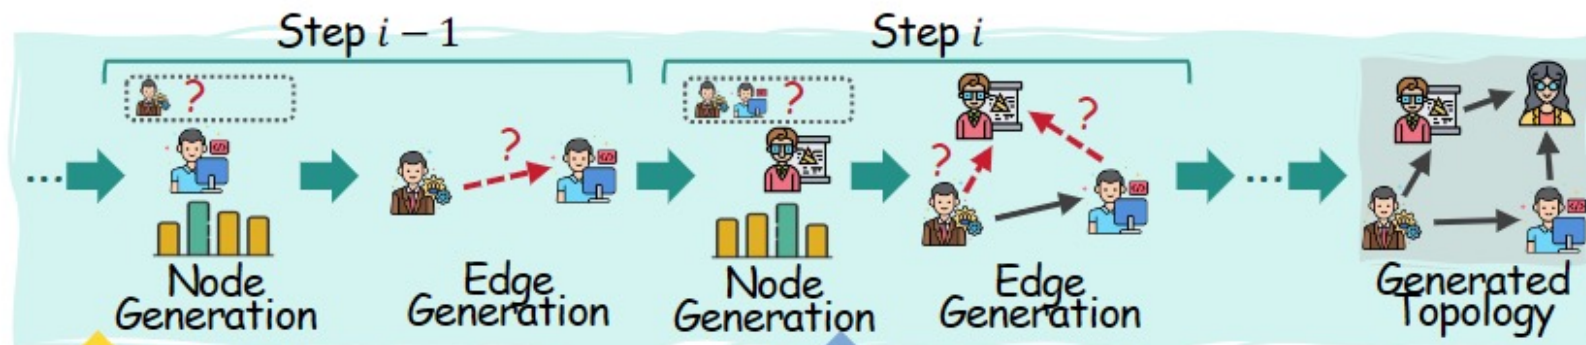 Step i − 1
Step i
?
?
?
?
?
...
...
Node
Generation
Edge
Generation
Node
Generation
Edge
Generation
Generated
Topology